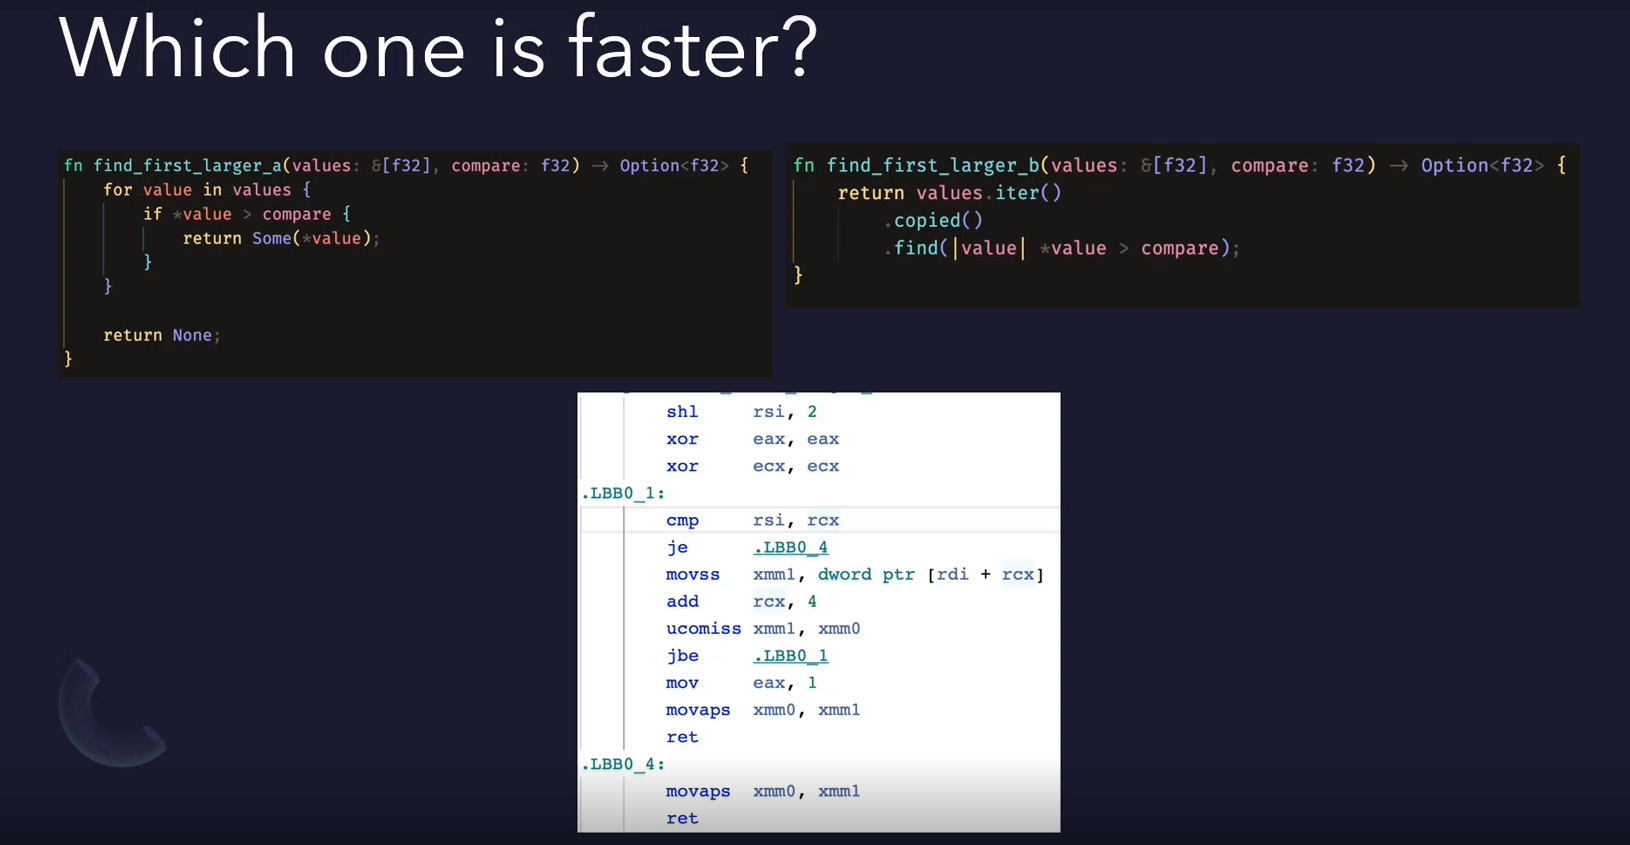 Which one is faster?
fn find_first_larger_a(values: &[f32], compare: f32) → Option<f32> {
for value in values {
if *value > compare {
return Some(*value);
}
}
return None;
}
fn find_first_larger_b(values: &[f32], compare: f32) → Option<f32> {
return values.iter()
.copied()
.find(|value| *value > compare);
}
shl rsi, 2
xor eax, eax
xor ecx, ecx
.LBB0_1:
cmp rsi, rcx
je .LBB0_4
movss xmm1, dword ptr [rdi + rcx]
add rcx, 4
ucomiss xmm1, xmm0
jbe .LBB0_1
mov eax, 1
movaps xmm0, xmm1
ret
.LBB0_4:
movaps xmm0, xmm1
ret